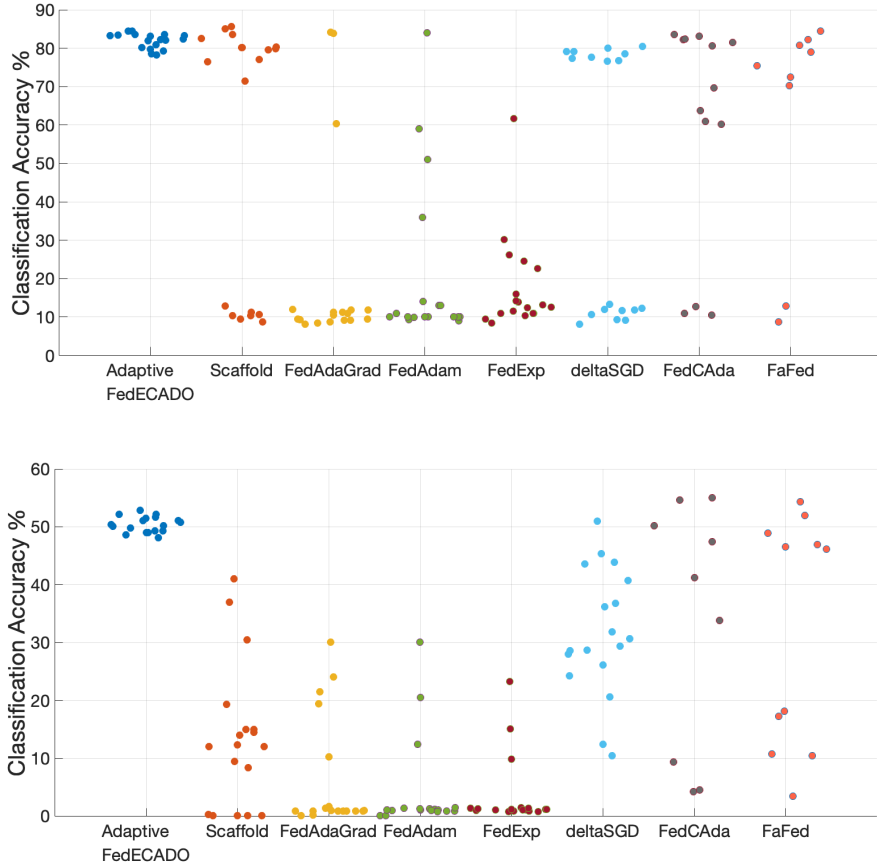 Classification Accuracy %
90
80
70
60
50
40
30
20
10
0
Adaptive FedECADO
Scaffold
FedAdaGrad
FedAdam
FedExp
deltaSGD
FedCAda
FaFed
Classification Accuracy %
60
50
40
30
20
10
0
Adaptive FedECADO
Scaffold
FedAdaGrad
FedAdam
FedExp
deltaSGD
FedCAda
FaFed